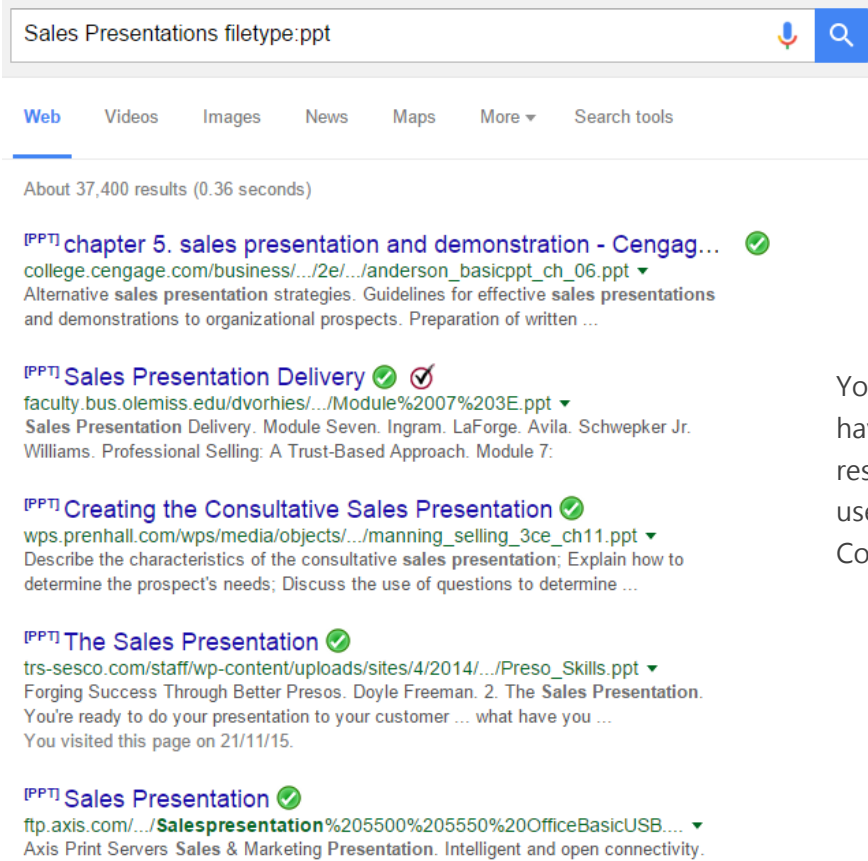 Sales Presentations filetype:ppt
Web Videos Images News Maps More Search tools
About 37,400 results (0.36 seconds)
[PPT] chapter 5. sales presentation and demonstration - Cengag...
college.cengage.com/business/.../2e/.../anderson_basicppt_ch_06.ppt
Alternative sales presentation strategies. Guidelines for effective sales presentations
and demonstrations to organizational prospects. Preparation of written ...
[PPT] Sales Presentation Delivery
faculty.bus.olemiss.edu/dvorhies/.../Module%2007%203E.ppt
Sales Presentation Delivery. Module Seven. Ingram. LaForge. Avila. Schwepker Jr.
Williams. Professional Selling: A Trust-Based Approach. Module 7:
[PPT] Creating the Consultative Sales Presentation
wps.prenhall.com/wps/media/objects/.../manning_selling_3ce_ch11.ppt
Describe the characteristics of the consultative sales presentation; Explain how to
determine the prospect's needs; Discuss the use of questions to determine ...
[PPT] The Sales Presentation
trs-sesco.com/staff/wp-content/uploads/sites/4/2014/.../Preso_Skills.ppt
Forging Success Through Better Presos. Doyle Freeman. 2. The Sales Presentation.
You're ready to do your presentation to your customer ... what have you ...
You visited this page on 21/11/15.
[PPT] Sales Presentation
ftp.axis.com/.../Salespresentation%205500%205550%20OfficeBasicUSB....
Axis Print Servers Sales & Marketing Presentation. Intelligent and open connectivity.